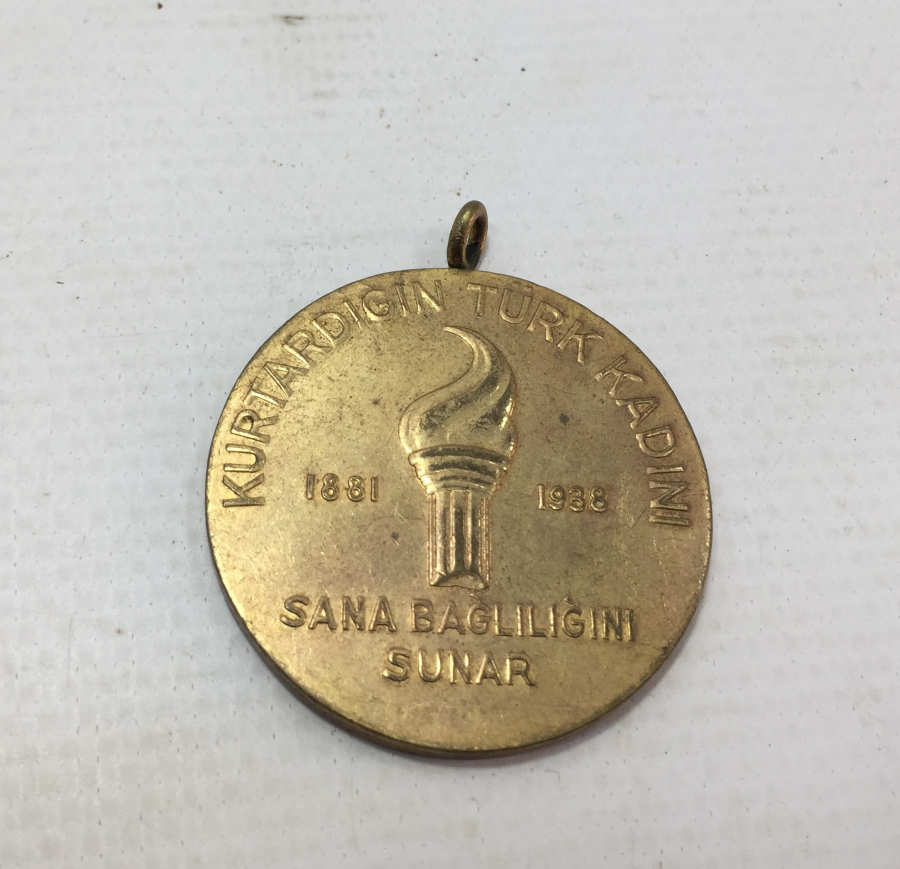 KURTARDIĞIN TÜRK KADINI
1881 1938
SANA BAĞLILIĞINI
SUNAR